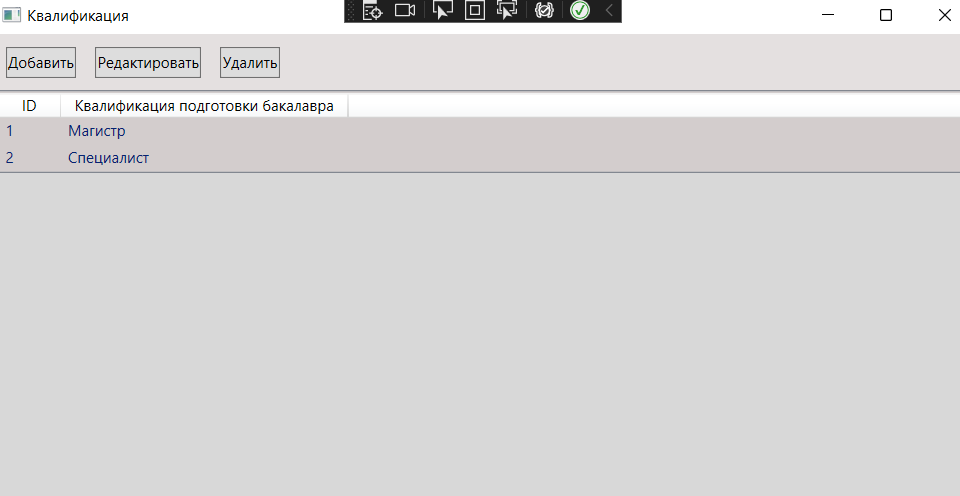 Квалификация
Добавить Редактировать Удалить
ID Квалификация подготовки бакалавра
1 Магистр
2 Специалист